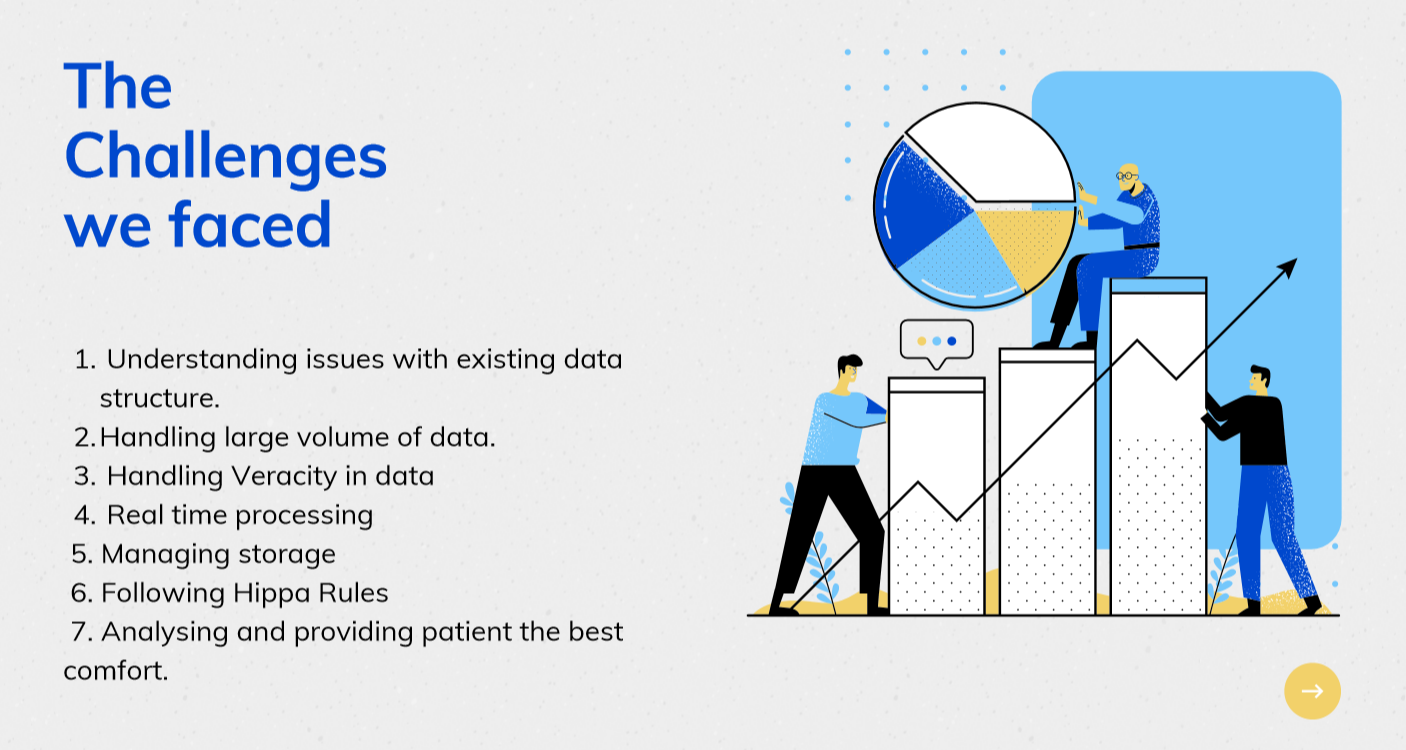 The
Challenges
we faced
1. Understanding issues with existing data
structure.
2.Handling large volume of data.
3. Handling Veracity in data
4. Real time processing
5. Managing storage
6. Following Hippa Rules
7. Analysing and providing patient the best
comfort.